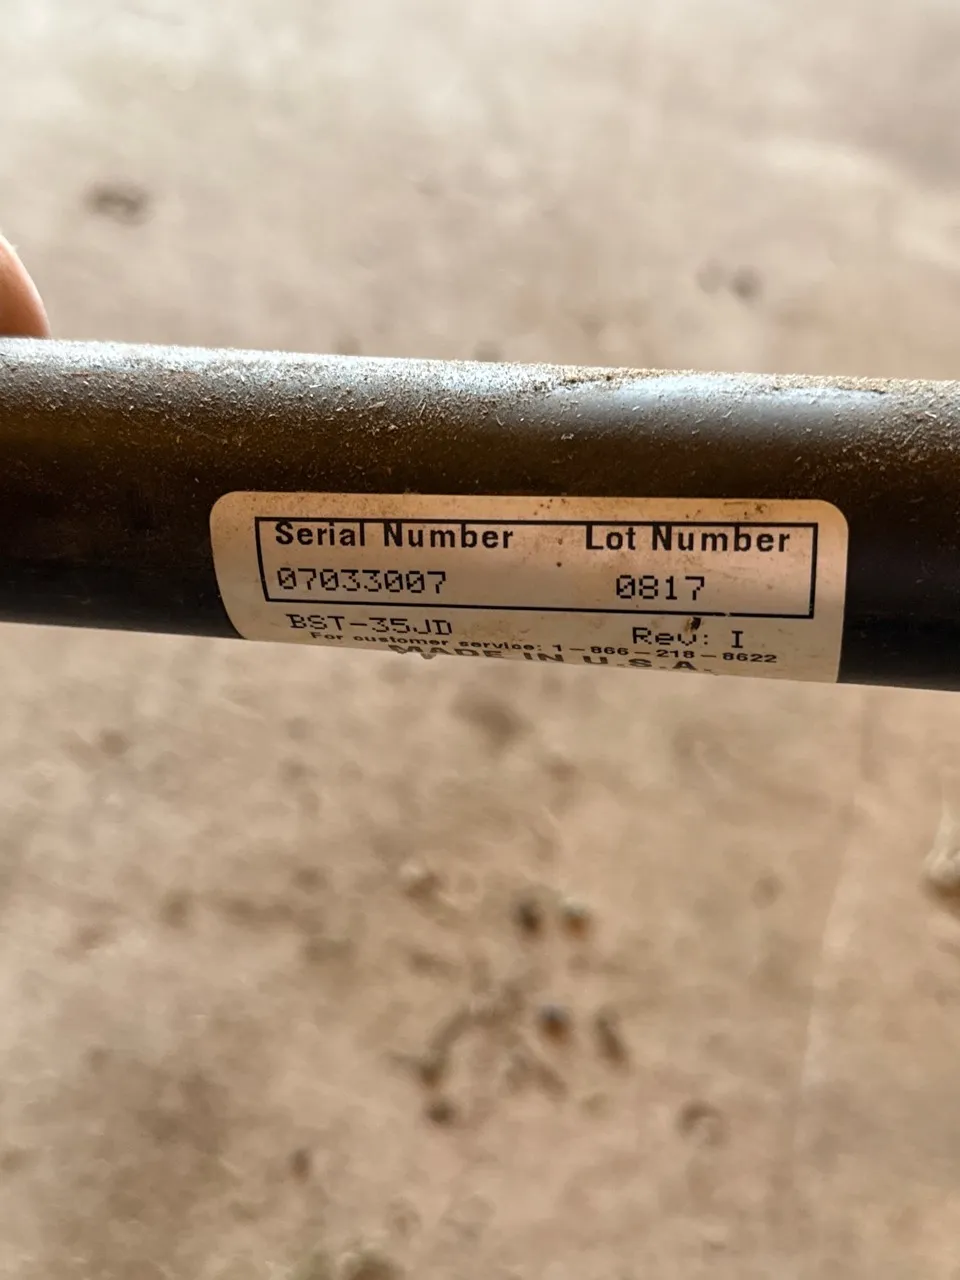 Serial Number Lot Number
07033007 0817
BST-35JD Rev: I
For customer service: 1-866-218-8622
MADE IN U.S.A.